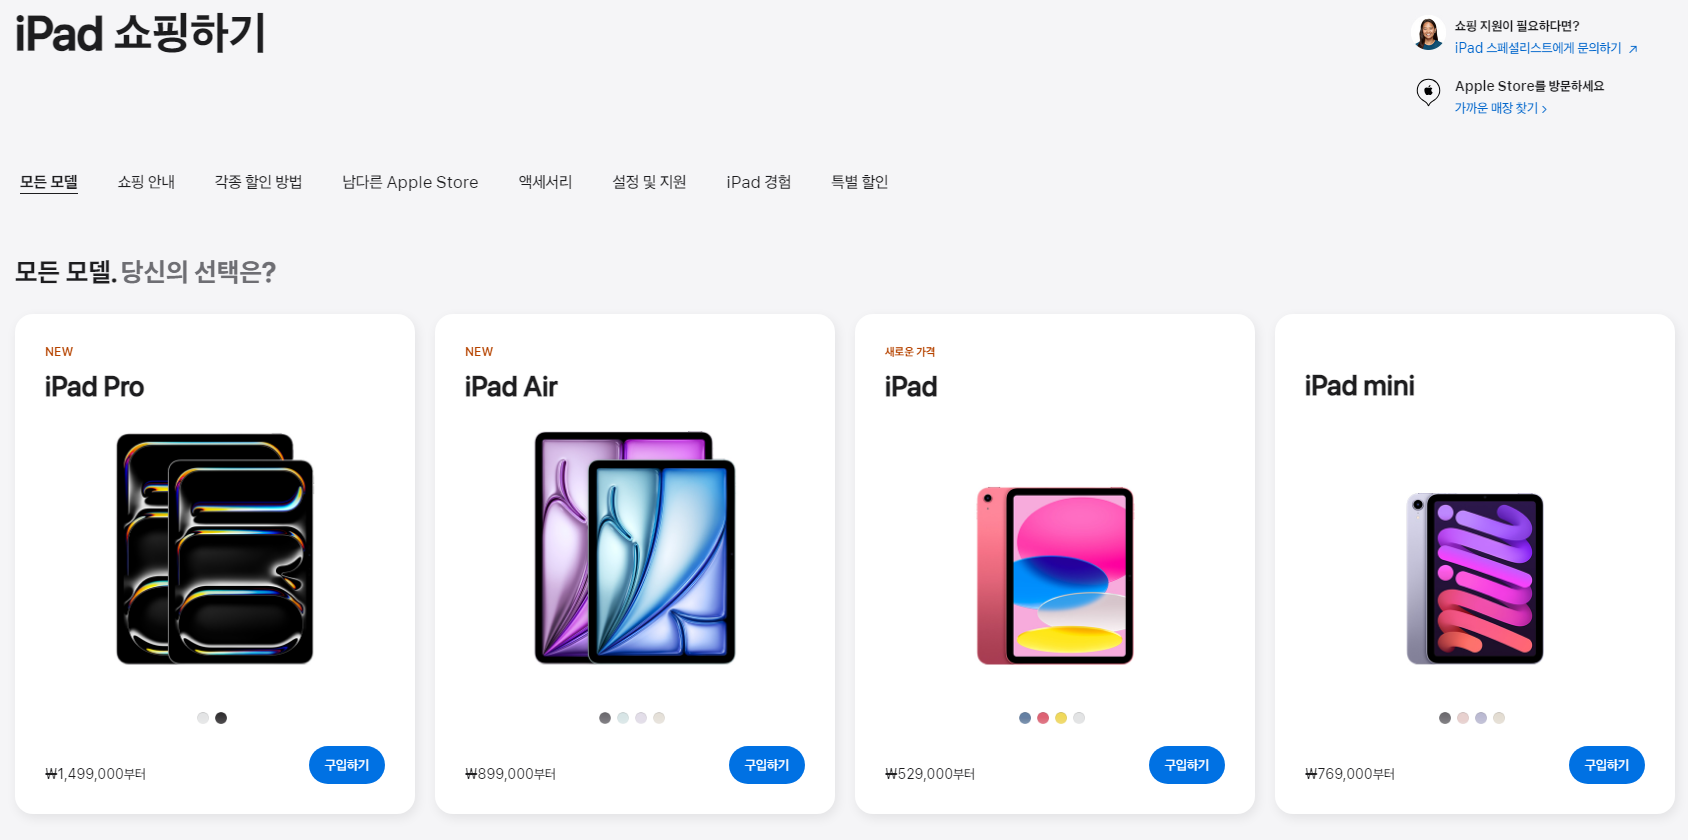 iPad 쇼핑하기
쇼핑 지원이 필요하다면?
iPad 스페셜리스트에게 문의하기 ↗
Apple Store를 방문하세요
가까운 매장 찾기 >
모든 모델
쇼핑 안내
각종 할인 방법
남다른 Apple Store
액세서리
설정 및 지원
iPad 경험
특별 할인
모든 모델. 당신의 선택은?
NEW
iPad Pro
₩1,499,000부터
구입하기
NEW
iPad Air
₩899,000부터
구입하기
새로운 가격
iPad
₩529,000부터
구입하기
iPad mini
₩769,000부터
구입하기